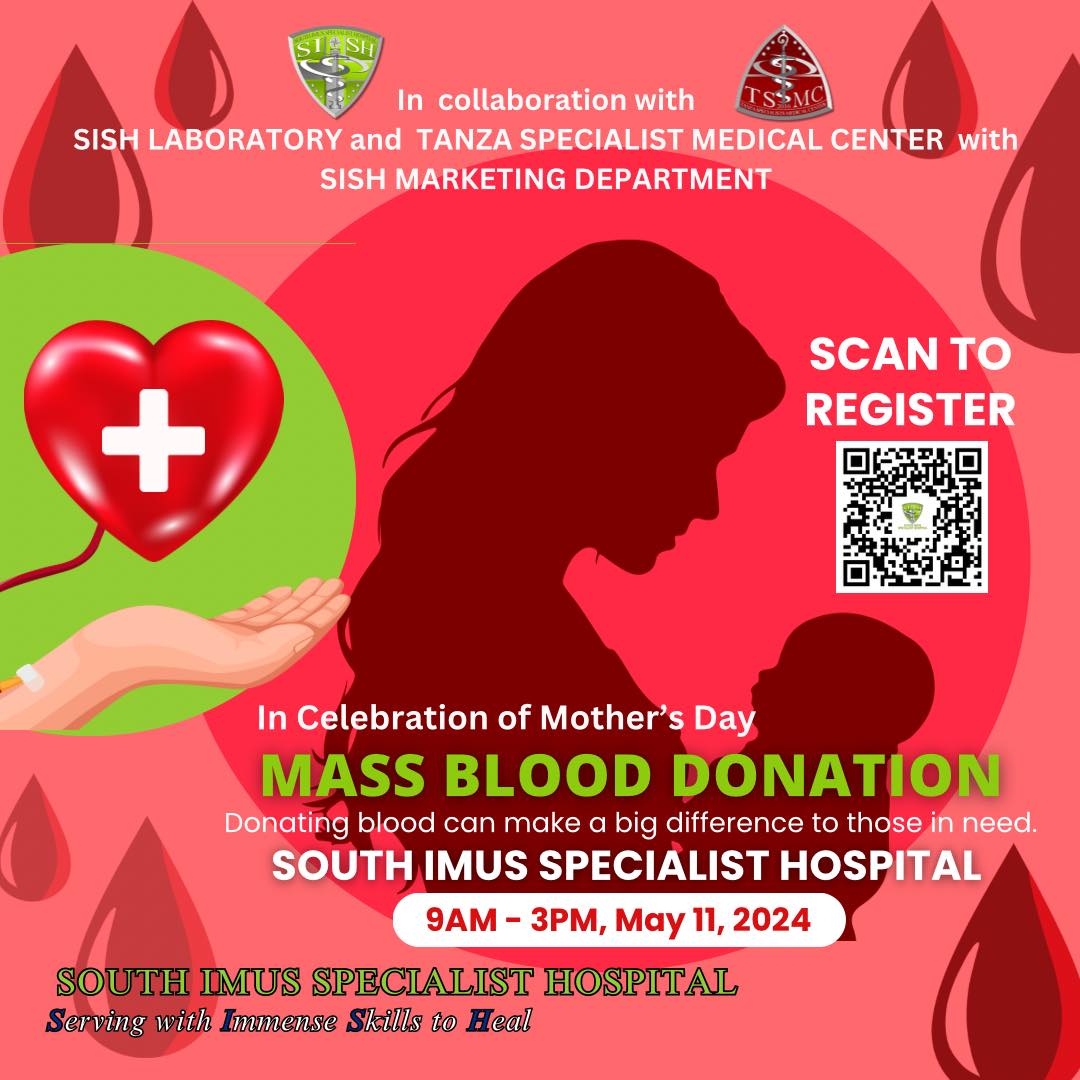 SISH
In collaboration with
TSMC
SISH LABORATORY and TANZA SPECIALIST MEDICAL CENTER with
SISH MARKETING DEPARTMENT
SCAN TO
REGISTER
In Celebration of Mother's Day
MASS BLOOD DONATION
Donating blood can make a big difference to those in need.
SOUTH IMUS SPECIALIST HOSPITAL
9AM - 3PM, May 11, 2024
SOUTH IMUS SPECIALIST HOSPITAL
Serving with Immense Skills to Heal